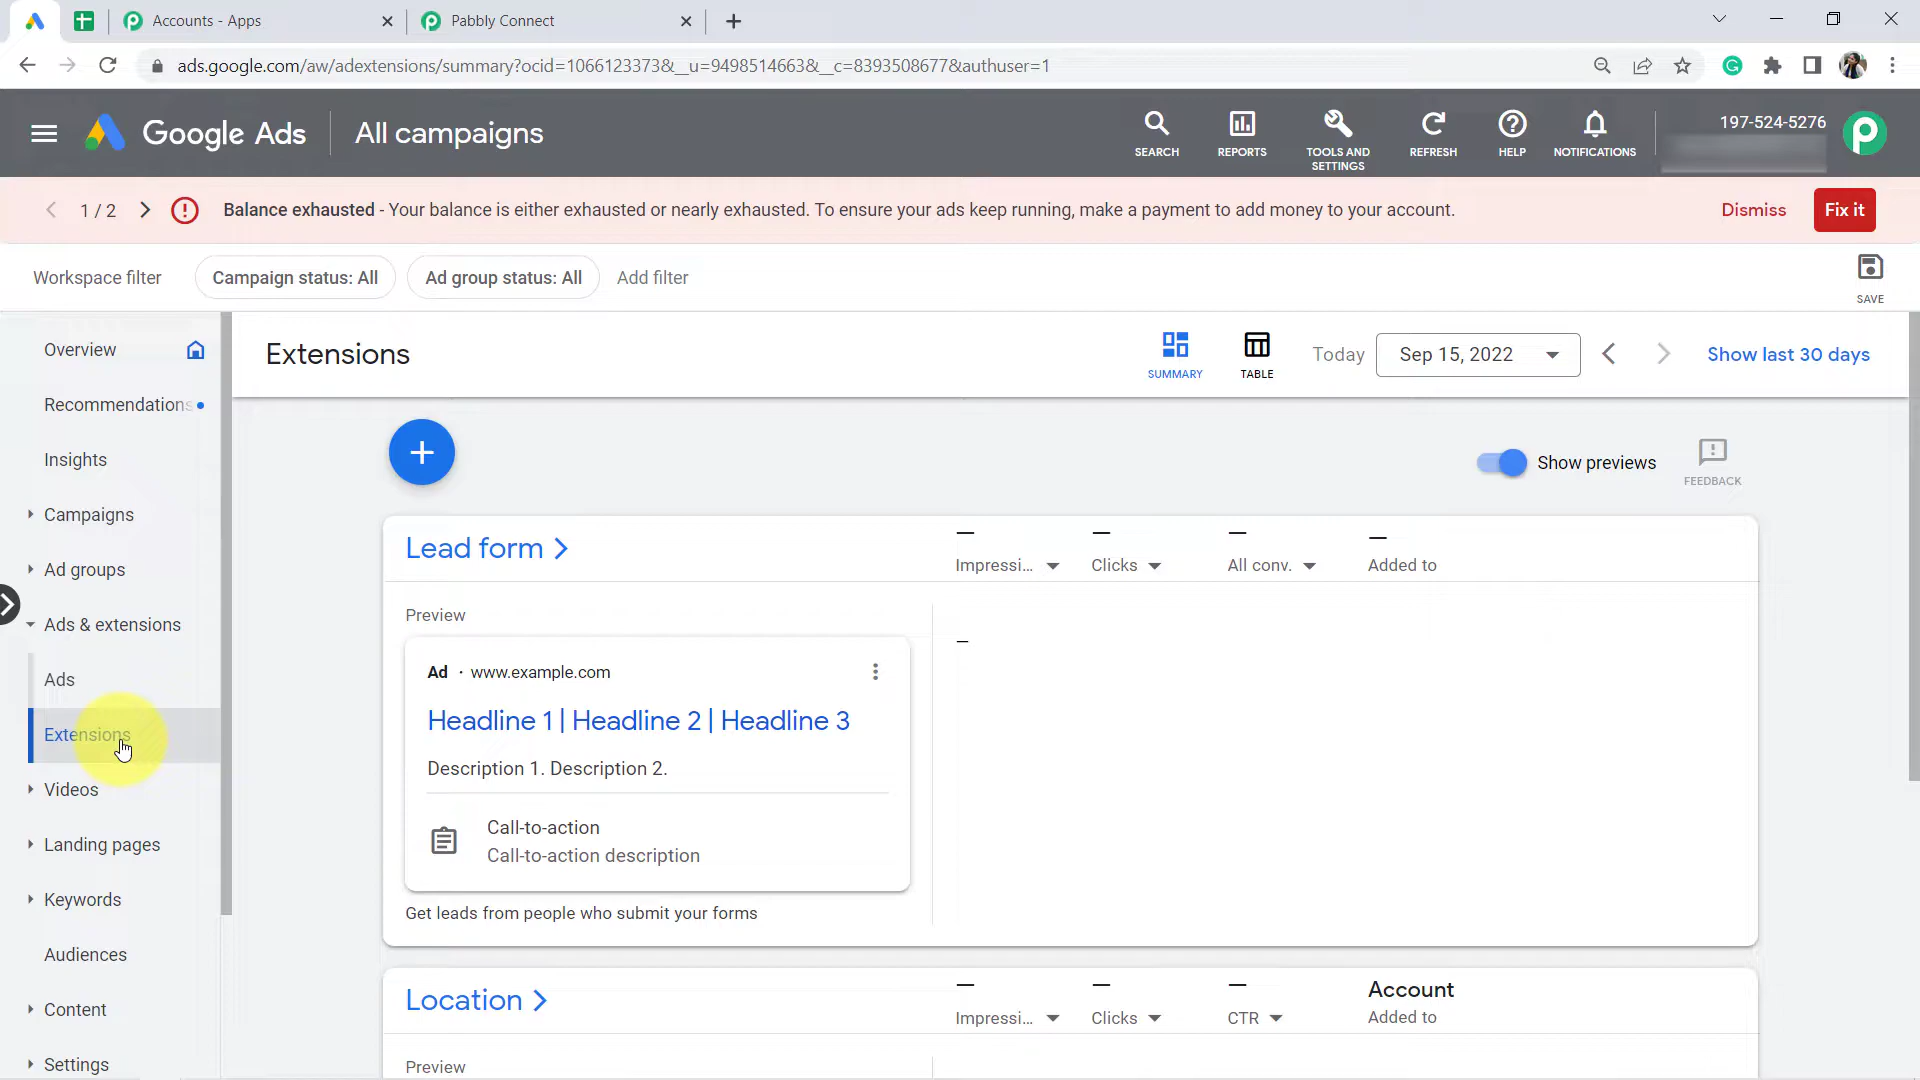 Accounts - Apps
Pabbly Connect
ads.google.com/aw/adextensions/summary?ocid=1066123373&__u=9498514663&__c=8393508677&authuser=1
Google Ads
All campaigns
SEARCH
REPORTS
TOOLS AND
SETTINGS
REFRESH
HELP
NOTIFICATIONS
197-524-5276
1 / 2
Balance exhausted - Your balance is either exhausted or nearly exhausted. To ensure your ads keep running, make a payment to add money to your account.
Dismiss
Fix it
Workspace filter
Campaign status: All
Ad group status: All
Add filter
SAVE
Overview
Recommendations
Insights
Campaigns
Ad groups
Ads & extensions
Ads
Extensions
Videos
Landing pages
Keywords
Audiences
Content
Settings
Extensions
SUMMARY
TABLE
Today
Sep 15, 2022
Show last 30 days
Show previews
FEEDBACK
Lead form
—
Impressi...
—
Clicks
—
All conv.
—
Added to
Preview
–
Ad · www.example.com
Headline 1 | Headline 2 | Headline 3
Description 1. Description 2.
Call-to-action
Call-to-action description
Get leads from people who submit your forms
Location
—
Impressi...
—
Clicks
—
CTR
Account
Added to
Preview